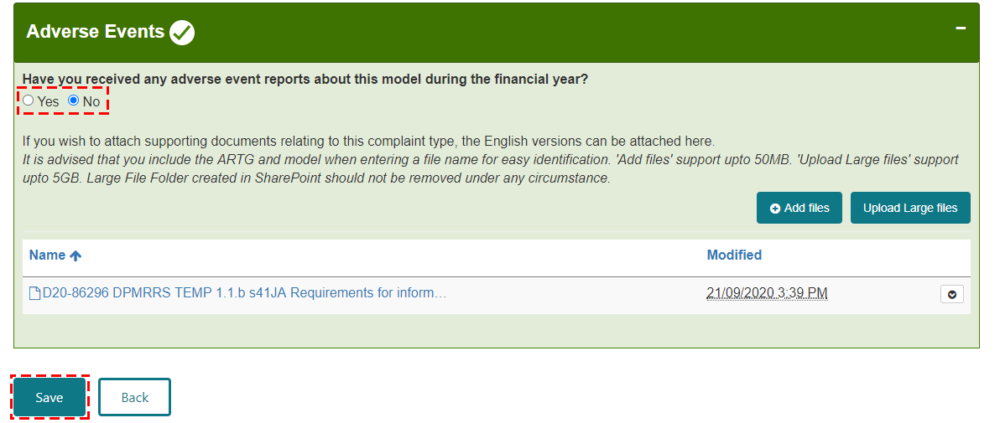 Adverse Events
Have you received any adverse event reports about this model during the financial year?
Yes No
If you wish to attach supporting documents relating to this complaint type, the English versions can be attached here.
It is advised that you include the ARTG and model when entering a file name for easy identification. 'Add files' support upto 50MB. 'Upload Large files' support
upto 5GB. Large File Folder created in SharePoint should not be removed under any circumstance.
Add files Upload Large files
Name Modified
D20-86296 DPMRRS TEMP 1.1.b s41JA Requirements for inform… 21/09/2020 3:39 PM
Save Back